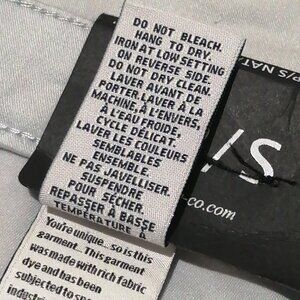 DO NOT BLEACH.
HANG TO DRY.
IRON AT LOW SETTING
ON REVERSE SIDE.
DO NOT DRY CLEAN.
LAVER AVANT DE
PORTER, LAVER À LA
MACHINE, À L'ENVERS,
À L'EAU FROIDE,
CYCLE DÉLICAT.
LAVER LES COULEURS
SEMBLABLES
ENSEMBLE.
NE PAS JAVELLISER.
SUSPENDRE
POUR SÉCHER.
REPASSER À BASSE
TEMPÉRATURE À
/S NAT
/S
-co.com
You're unique... so is this
garment... This garment
was made with rich fabric
dye and has been
subjected to